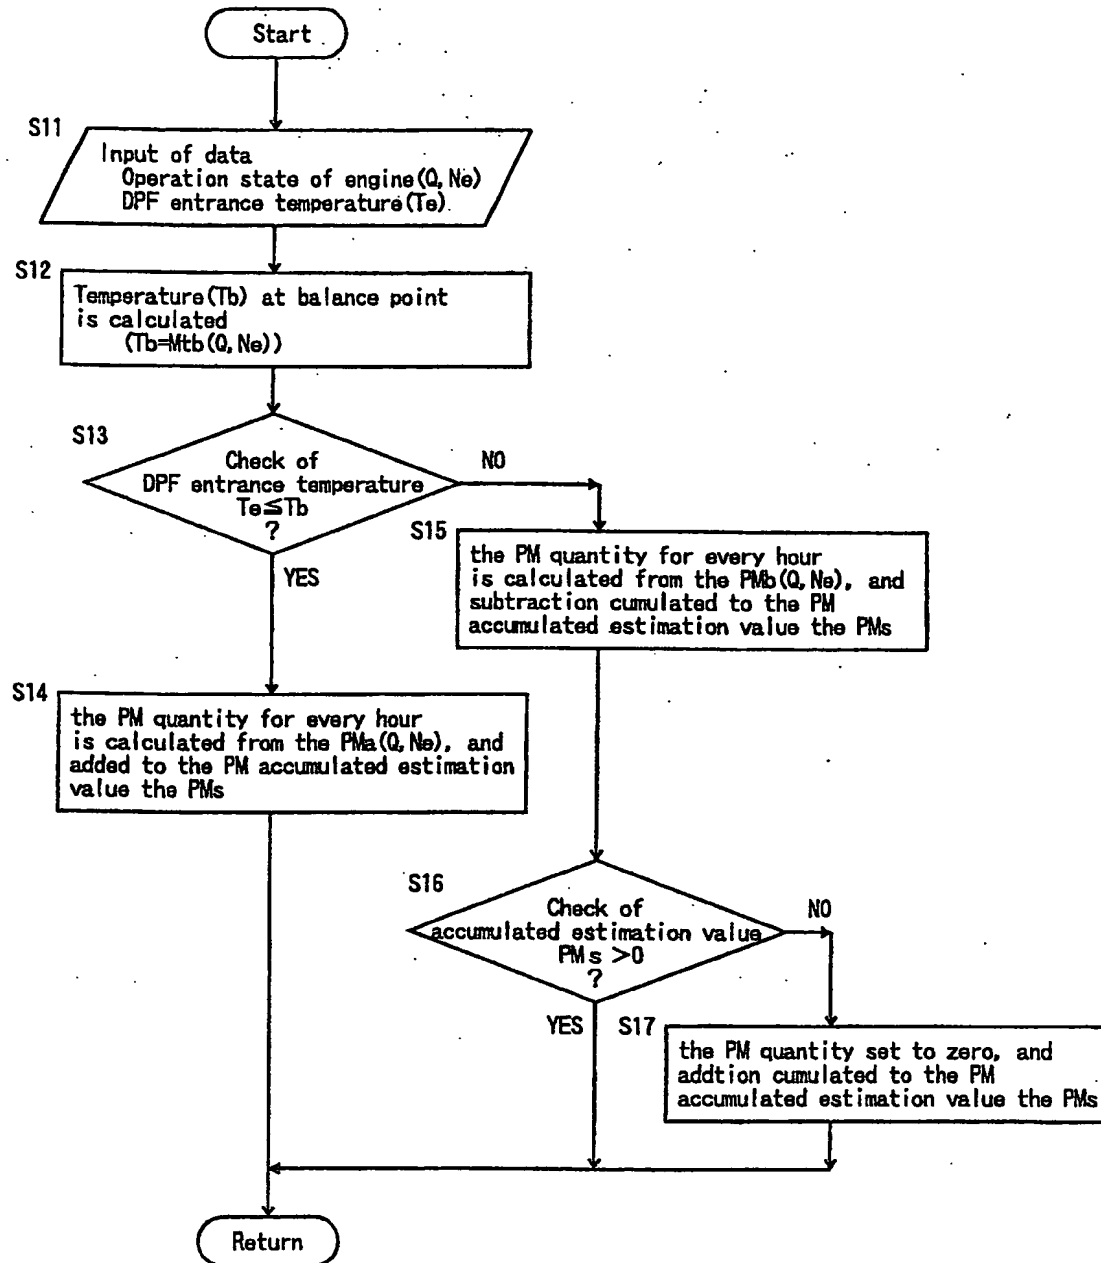 Start
S11
Input of data
Operation state of engine(Q,Ne)
DPF entrance temperature(Te)
S12
Temperature(Tb) at balance point
is calculated
(Tb=Mtb(Q,Ne))
S13
Check of
DPF entrance temperature
Te≦Tb
?
NO
YES
S15
the PM quantity for every hour
is calculated from the PMb(Q,Ne), and
subtraction cumulated to the PM
accumulated estimation value the PMs
S14
the PM quantity for every hour
is calculated from the PMa(Q,Ne), and
added to the PM accumulated estimation
value the PMs
S16
Check of
accumulated estimation value
PMs >0
?
NO
YES
S17
the PM quantity set to zero, and
addtion cumulated to the PM
accumulated estimation value the PMs
Return